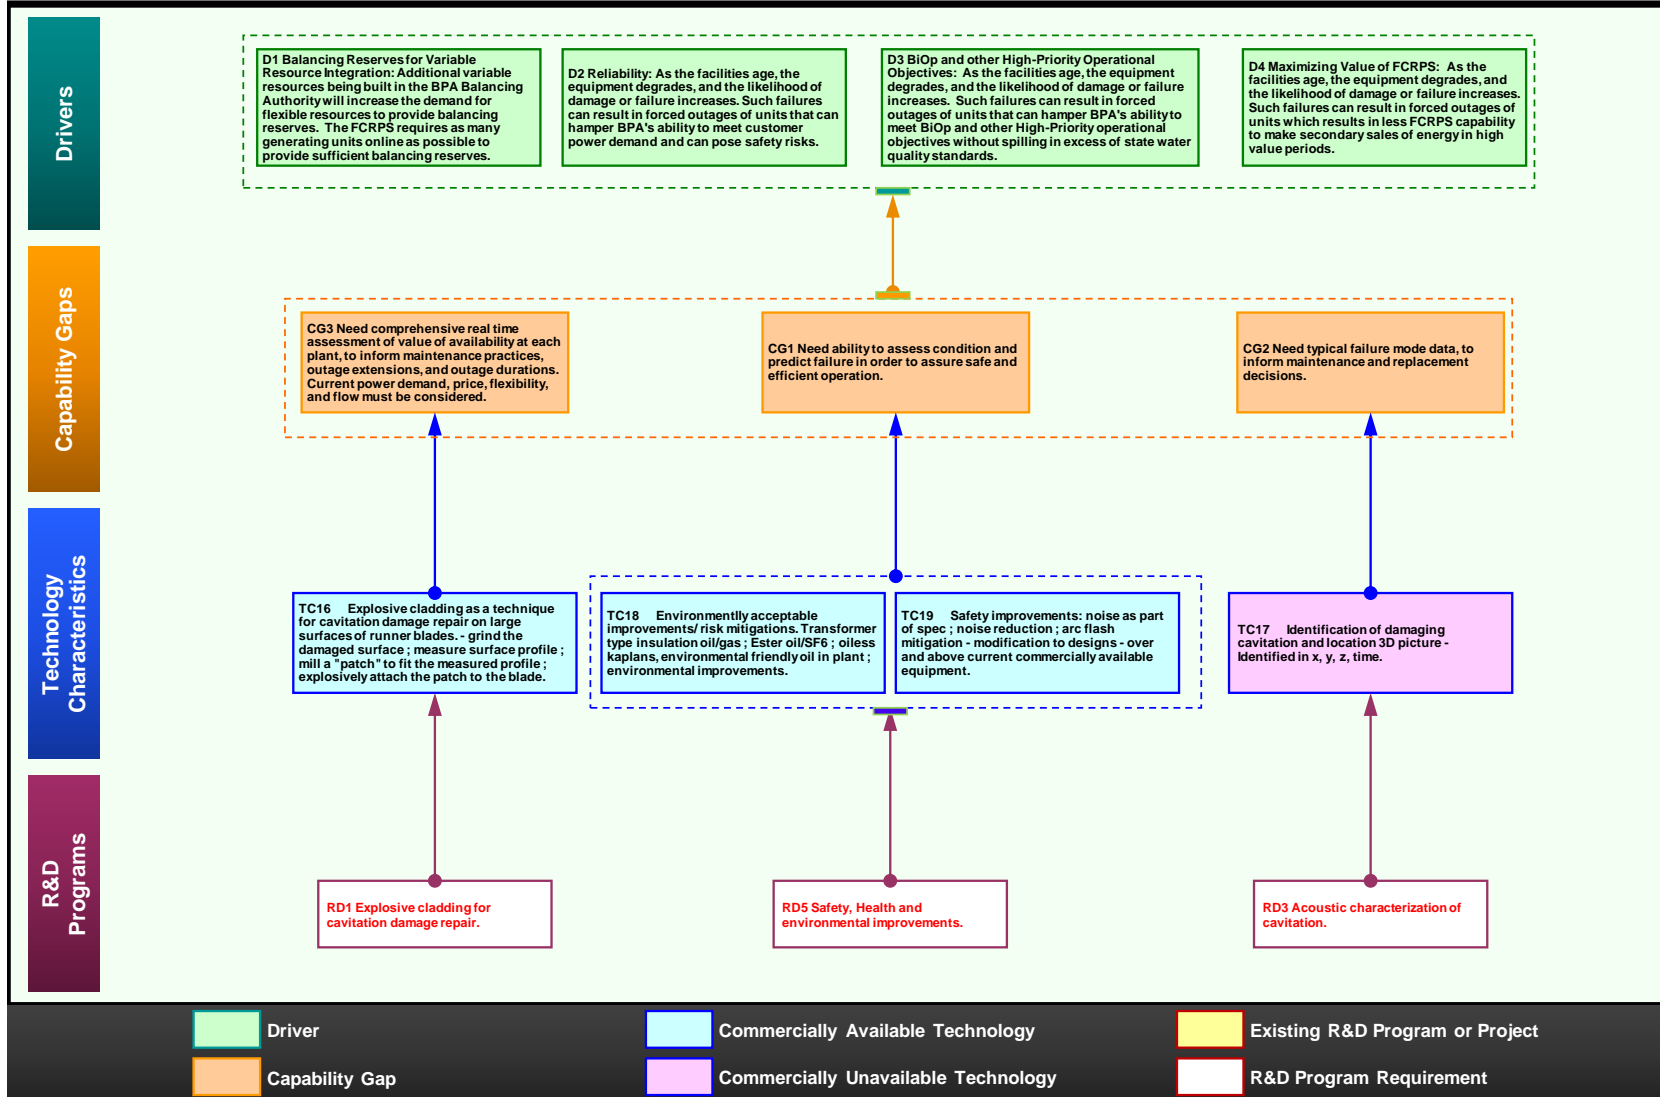 Drivers
D1 Balancing Reserves for Variable
Resource Integration: Additional variable
resources being built in the BPA Balancing
Authority will increase the demand for
flexible resources to provide balancing
reserves. The FCRPS requires as many
generating units online as possible to
provide sufficient balancing reserves.
D2 Reliability: As the facilities age, the
equipment degrades, and the likelihood of
damage or failure increases. Such failures
can result in forced outages of units that can
hamper BPA's ability to meet customer
power demand and can pose safety risks.
D3 BiOp and other High-Priority Operational
Objectives: As the facilities age, the equipment
degrades, and the likelihood of damage or failure
increases. Such failures can result in forced
outages of units that can hamper BPA's ability to
meet BiOp and other High-Priority operational
objectives without spilling in excess of state water
quality standards.
D4 Maximizing Value of FCRPS: As the
facilities age, the equipment degrades, and
the likelihood of damage or failure increases.
Such failures can result in forced outages of
units which results in less FCRPS capability
to make secondary sales of energy in high
value periods.
Capability Gaps
CG3 Need comprehensive real time
assessment of value of availability at each
plant, to inform maintenance practices,
outage extensions, and outage durations.
Current power demand, price, flexibility,
and flow must be considered.
CG1 Need ability to assess condition and
predict failure in order to assure safe and
efficient operation.
CG2 Need typical failure mode data, to
inform maintenance and replacement
decisions.
Technology
Characteristics
TC16 Explosive cladding as a technique
for cavitation damage repair on large
surfaces of runner blades. - grind the
damaged surface ; measure surface profile ;
mill a "patch" to fit the measured profile ;
explosively attach the patch to the blade.
TC18 Environmentlly acceptable
improvements/ risk mitigations. Transformer
type insulation oil/gas ; Ester oil/SF6 ; oiless
kaplans, environmental friendly oil in plant ;
environmental improvements.
TC19 Safety improvements: noise as part
of spec ; noise reduction ; arc flash
mitigation - modification to designs - over
and above current commercially available
equipment.
TC17 Identification of damaging
cavitation and location 3D picture -
Identified in x, y, z, time.
R&D
Programs
RD1 Explosive cladding for
cavitation damage repair.
RD5 Safety, Health and
environmental improvements.
RD3 Acoustic characterization of
cavitation.
Driver
Commercially Available Technology
Existing R&D Program or Project
Capability Gap
Commercially Unavailable Technology
R&D Program Requirement